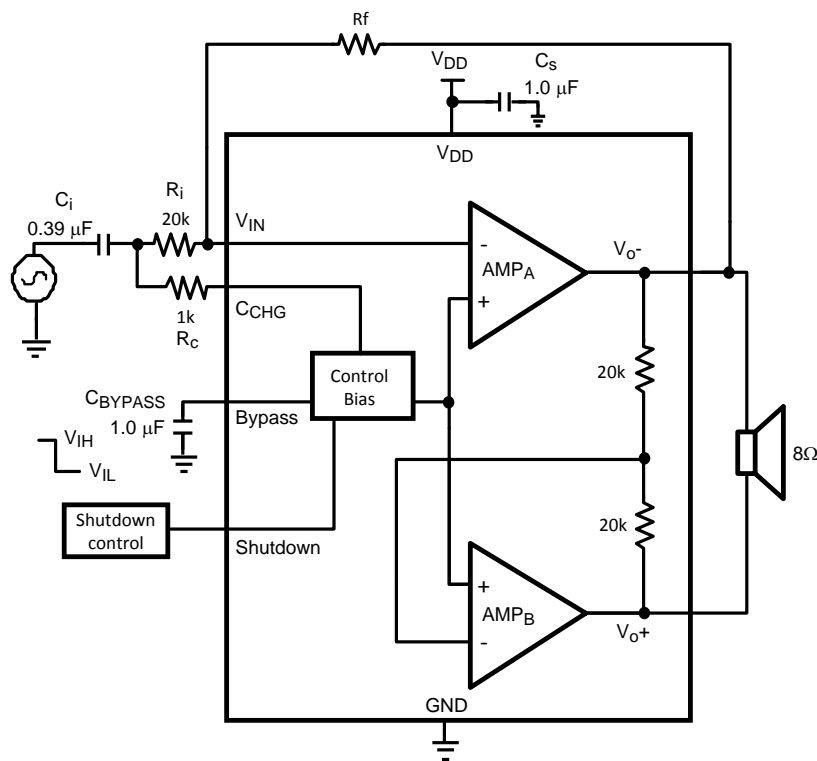 Rf
VDD
Cs
1.0 μF
VDD
Ci
0.39 μF
Ri
20k
VIN
1k
Rc
CCHG
-
AMPA
+
Vo-
20k
Control
Bias
CBYPASS
1.0 μF
Bypass
VIH
VIL
8Ω
20k
Shutdown
control
Shutdown
+
AMPB
-
Vo+
GND